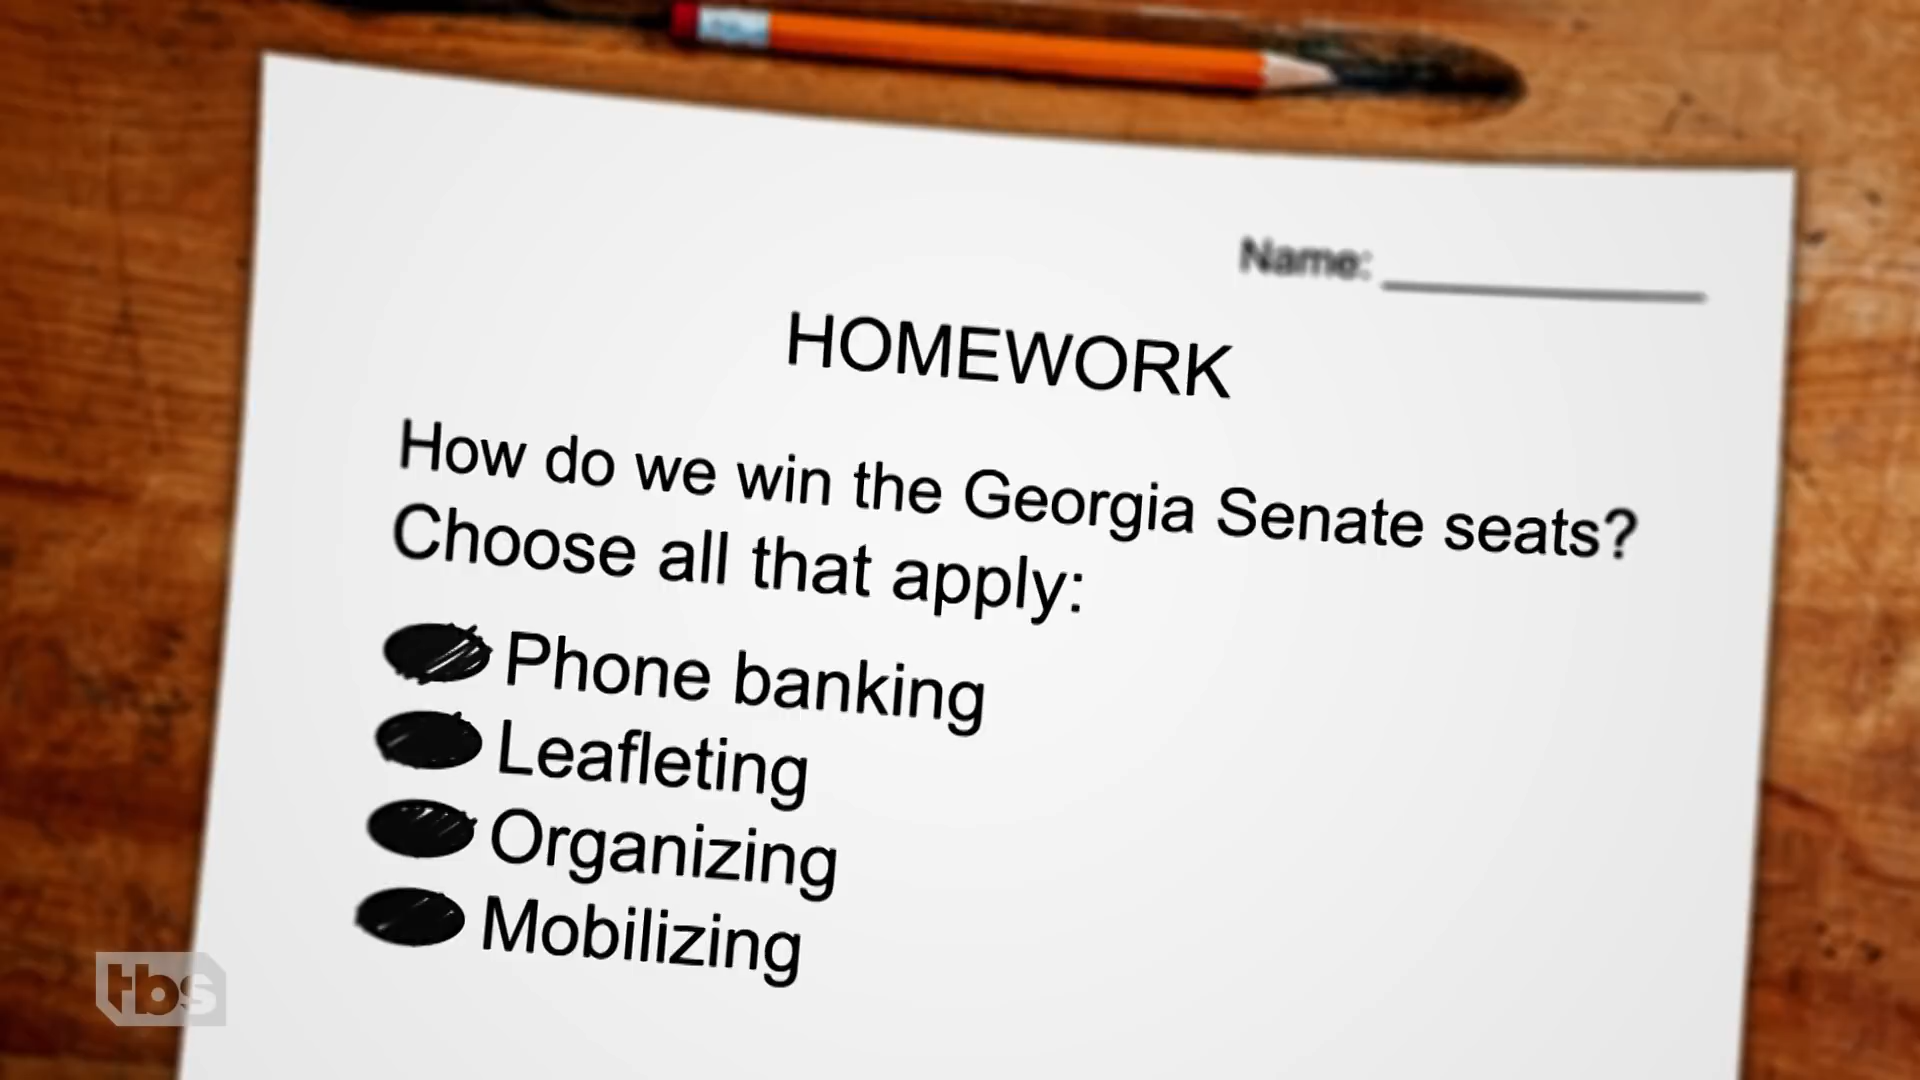 Name:
HOMEWORK
How do we win the Georgia Senate seats?
Choose all that apply:
Phone banking
Leafleting
Organizing
Mobilizing
tbs